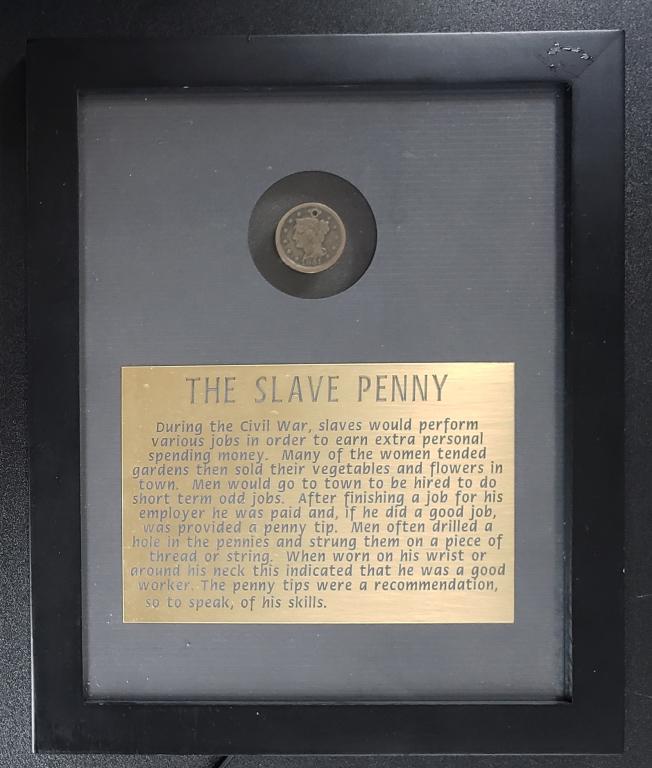 THE SLAVE PENNY
During the Civil War, slaves would perform
various jobs in order to earn extra personal
spending money. Many of the women tended
gardens then sold their vegetables and flowers in
town. Men would go to town to be hired to do
short term odd jobs. After finishing a job for his
employer he was paid and, if he did a good job,
was provided a penny tip. Men often drilled a
hole in the pennies and strung them on a piece of
thread or string. When worn on his wrist or
around his neck this indicated that he was a good
worker. The penny tips were a recommendation,
so to speak, of his skills.